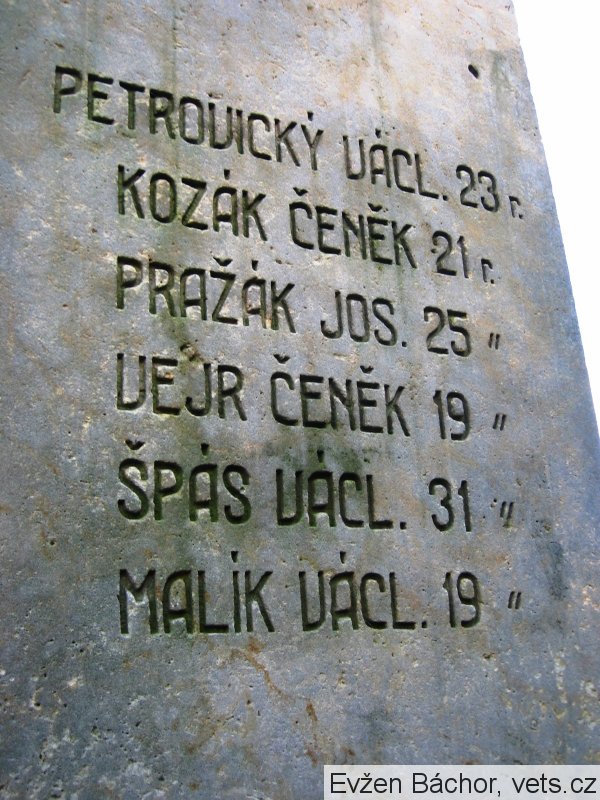 PETROVICKÝ VÁCL. 23 r.
KOZÁK ČENĚK 21 r.
PRAŽÁK JOS. 25 "
VEJR ČENĚK 19 "
ŠPÁS VÁCL. 31 "
MALÍK VÁCL. 19 "
Evžen Báchor, vets.cz